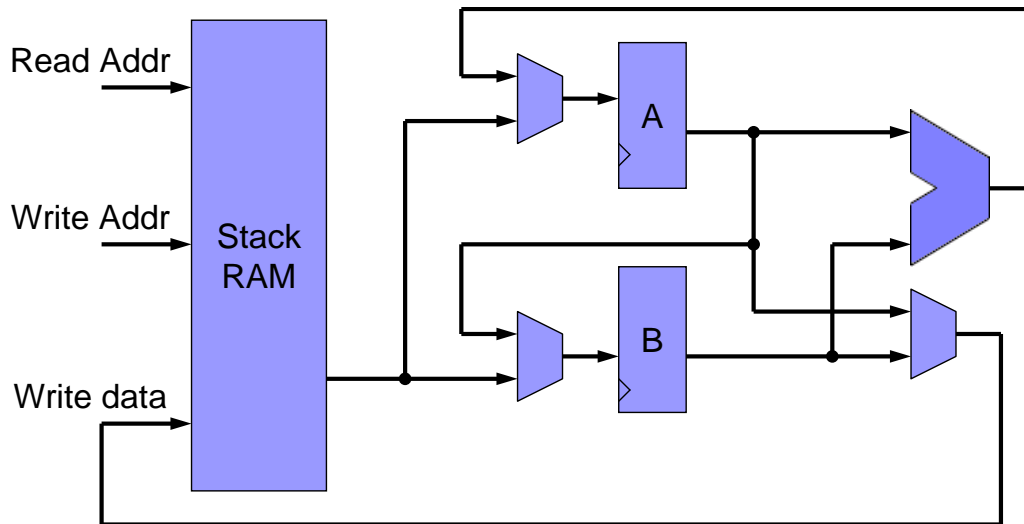 Read Addr
A
Write Addr
Stack
RAM
B
Write data